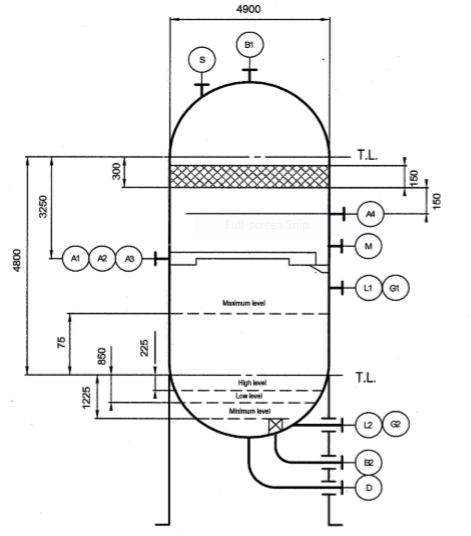 4900
B1
S
T.L.
300
150
150
3250
A4
4800
M
A1 A2 A3
L1 G1
Maximum level
75
850
225
T.L.
High level
Low level
1225
Minimum level
L2 G2
B2
D